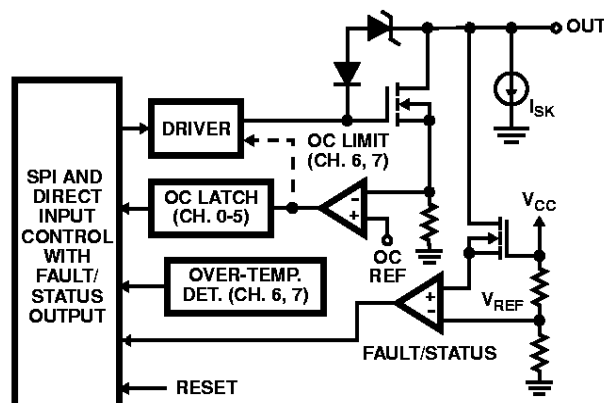 OUT
I_SK
DRIVER
OC LIMIT
(CH. 6, 7)
SPI AND
DIRECT
INPUT
CONTROL
WITH
FAULT/
STATUS
OUTPUT
OC LATCH
(CH. 0-5)
-
+
OC
REF
V_CC
OVER-TEMP.
DET. (CH. 6, 7)
+
-
V_REF
FAULT/STATUS
RESET